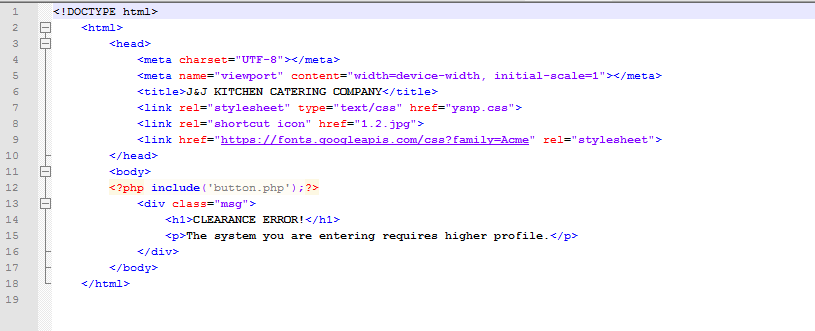 1 <!DOCTYPE html>
2 <html>
3 <head>
4 <meta charset="UTF-8"></meta>
5 <meta name="viewport" content="width=device-width, initial-scale=1"></meta>
6 <title>J&J KITCHEN CATERING COMPANY</title>
7 <link rel="stylesheet" type="text/css" href="ysnp.css">
8 <link rel="shortcut icon" href="1.2.jpg">
9 <link href="https://fonts.googleapis.com/css?family=Acme" rel="stylesheet">
10 </head>
11 <body>
12 <?php include('button.php');?>
13 <div class="msg">
14 <h1>CLEARANCE ERROR!</h1>
15 <p>The system you are entering requires higher profile.</p>
16 </div>
17 </body>
18 </html>
19